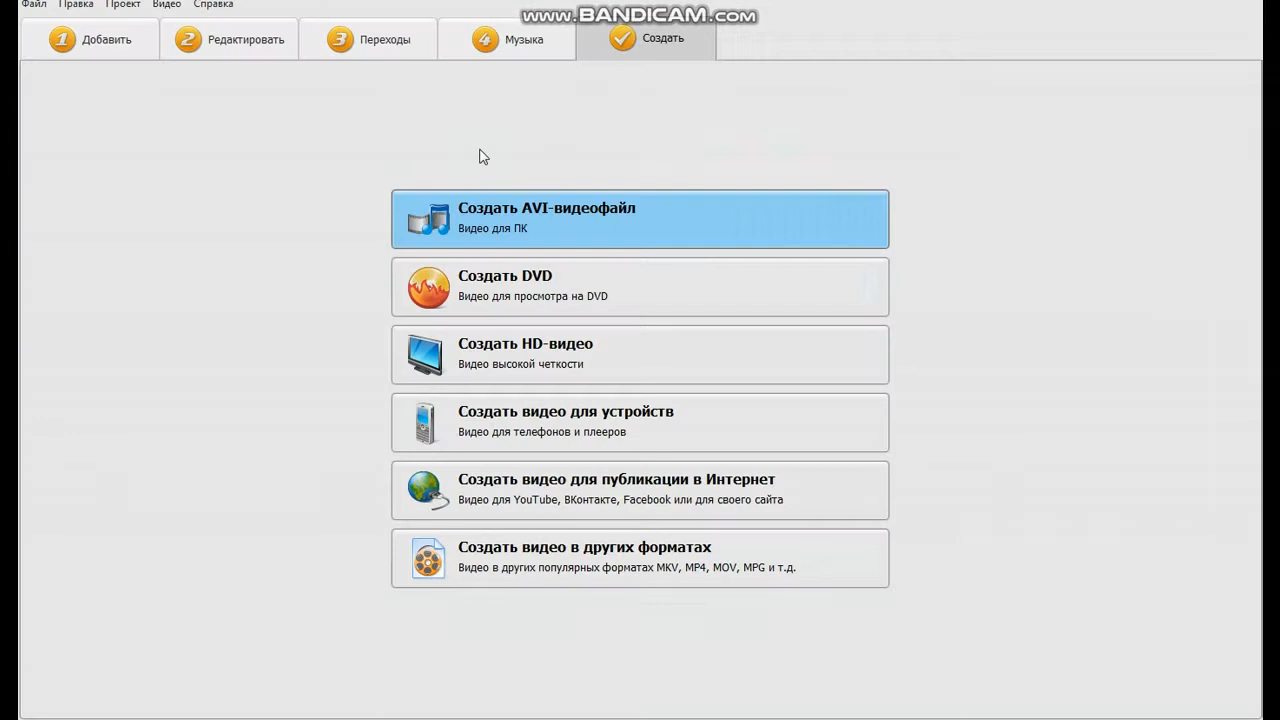 www.BANDICAM.com
Файл Правка Проект Видео Справка
1 Добавить 2 Редактировать 3 Переходы 4 Музыка Создать
Создать AVI-видеофайл
Видео для ПК
Создать DVD
Видео для просмотра на DVD
Создать HD-видео
Видео высокой четкости
Создать видео для устройств
Видео для телефонов и плееров
Создать видео для публикации в Интернет
Видео для YouTube, ВКонтакте, Facebook или для своего сайта
Создать видео в других форматах
Видео в других популярных форматах MKV, MP4, MOV, MPG и т.д.